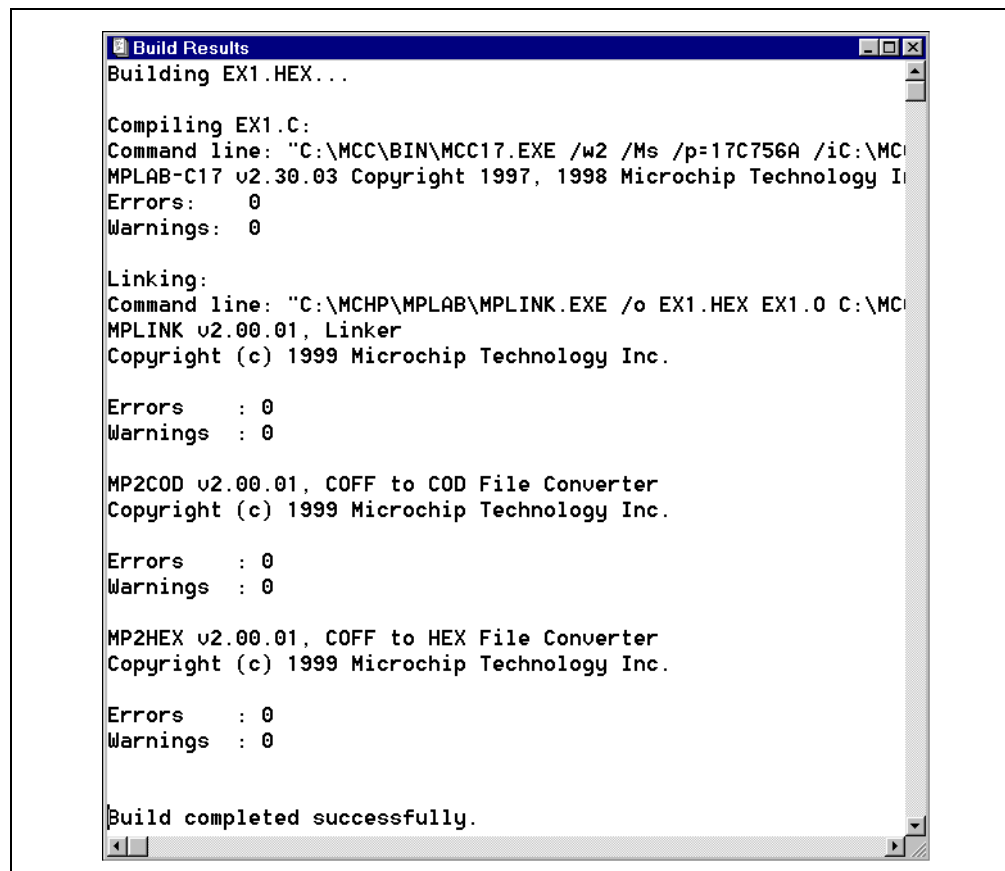 Build Results
Building EX1.HEX...
Compiling EX1.C:
Command line: "C:\MCC\BIN\MCC17.EXE /w2 /Ms /p=17C756A /iC:\MC
MPLAB-C17 v2.30.03 Copyright 1997, 1998 Microchip Technology I
Errors:    0
Warnings:  0
Linking:
Command line: "C:\MCHP\MPLAB\MPLINK.EXE /o EX1.HEX EX1.O C:\MC
MPLINK v2.00.01, Linker
Copyright (c) 1999 Microchip Technology Inc.
Errors    : 0
Warnings  : 0
MP2COD v2.00.01, COFF to COD File Converter
Copyright (c) 1999 Microchip Technology Inc.
Errors    : 0
Warnings  : 0
MP2HEX v2.00.01, COFF to HEX File Converter
Copyright (c) 1999 Microchip Technology Inc.
Errors    : 0
Warnings  : 0
Build completed successfully.